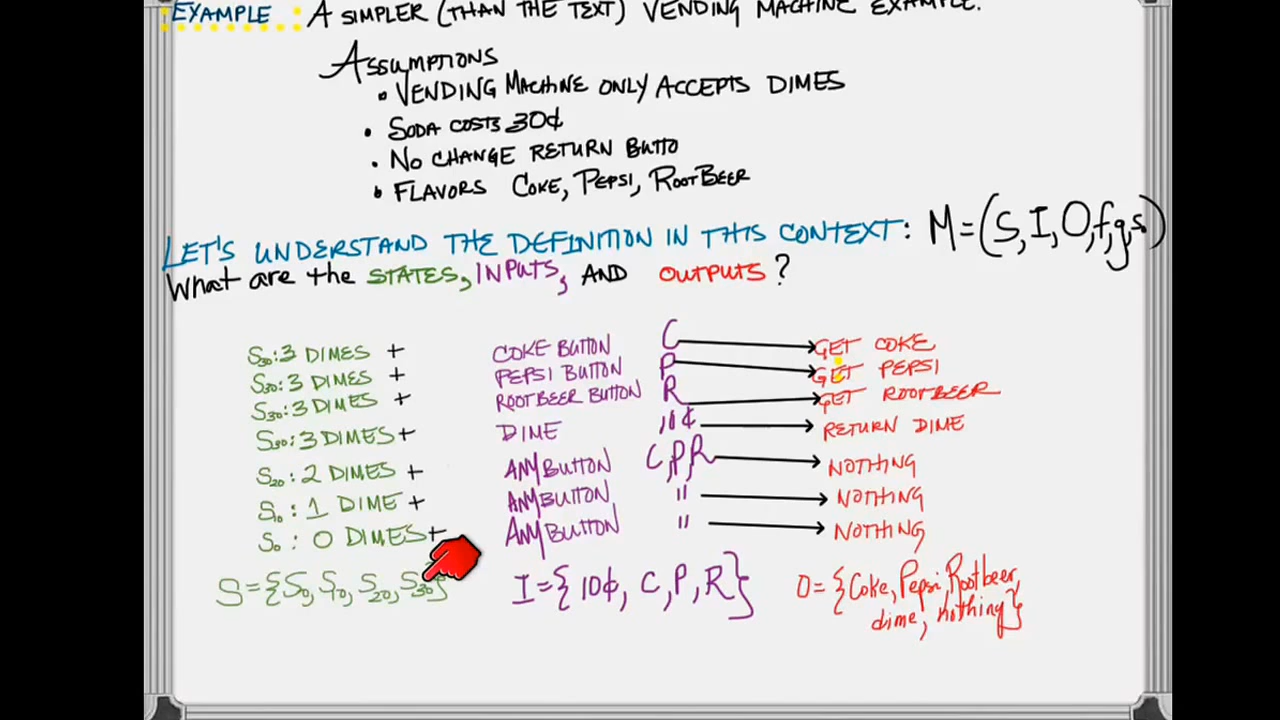 EXAMPLE A SIMPLER (THAN THE TEXT) VENDING MACHINE EXAMPLE.
ASSUMPTIONS
• VENDING MACHINE ONLY ACCEPTS DIMES
• SODA COSTS 30¢
• NO CHANGE RETURN BUTTO
• FLAVORS COKE, PEPSI, ROOTBEER
LET'S UNDERSTAND THE DEFINITION IN THIS CONTEXT: M=(S,I,O,f,g,s₀)
What are the STATES, INPUTS, AND OUTPUTS?
S₃₀: 3 DIMES + COKE BUTTON C → GET COKE
S₃₀: 3 DIMES + PEPSI BUTTON P → GET PEPSI
S₃₀: 3 DIMES + ROOTBEER BUTTON R → GET ROOTBEER
S₃₀: 3 DIMES + DIME 10¢ → RETURN DIME
S₂₀: 2 DIMES + ANY BUTTON C,P,R → NOTHING
S₁₀: 1 DIME + ANY BUTTON " → NOTHING
S₀: 0 DIMES + ANY BUTTON " → NOTHING
S={S₀, S₁₀, S₂₀, S₃₀} I={10¢, C, P, R} O={Coke, Pepsi, Rootbeer,
dime, nothing}